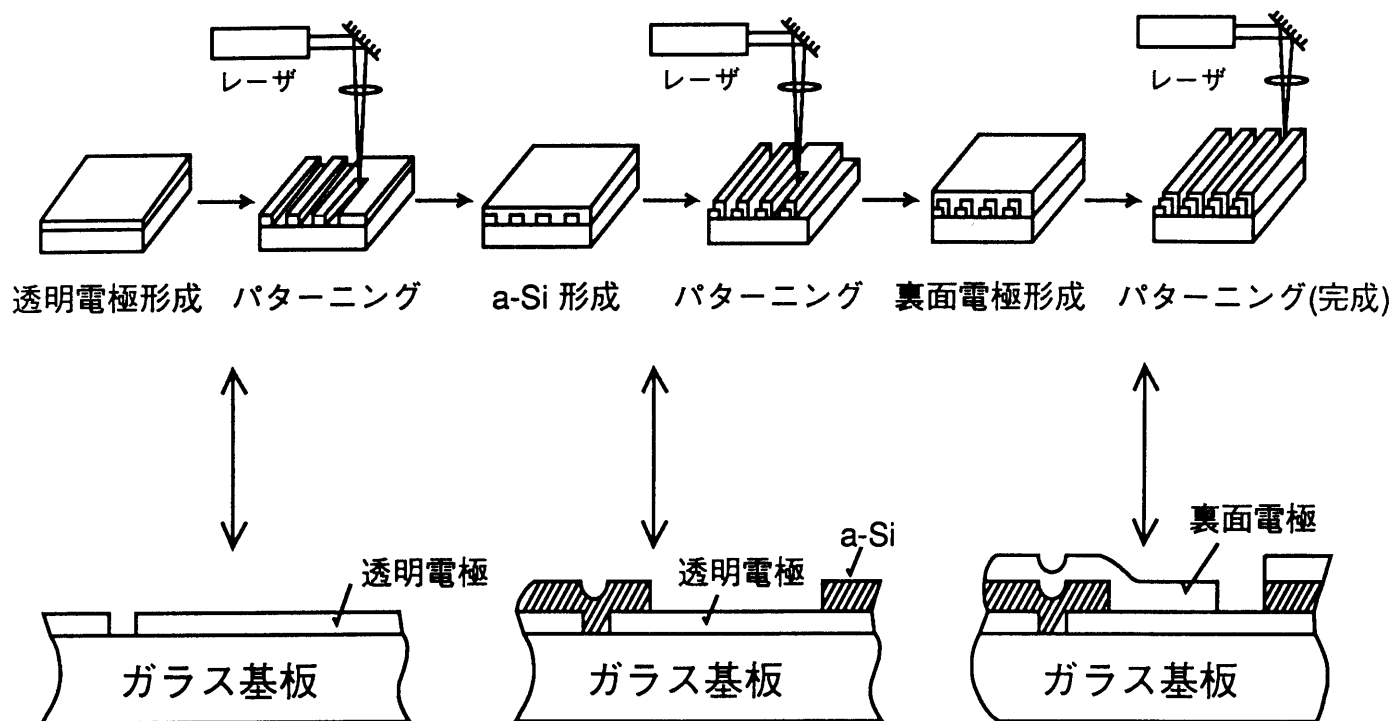 レーザ
レーザ
レーザ
透明電極形成
パターニング
a-Si 形成
パターニング
裏面電極形成
パターニング(完成)
透明電極
ガラス基板
a-Si
透明電極
ガラス基板
裏面電極
ガラス基板